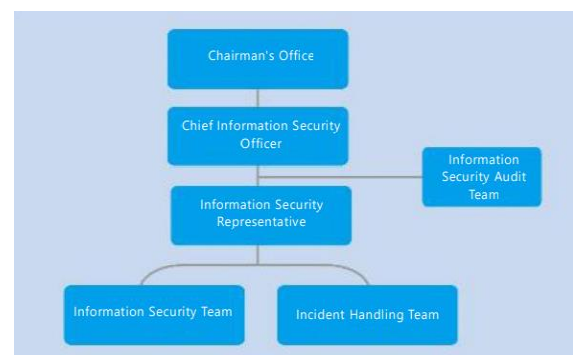 Chairman's Office
Chief Information Security
Officer
Information
Security Audit
Team
Information Security
Representative
Information Security Team
Incident Handling Team